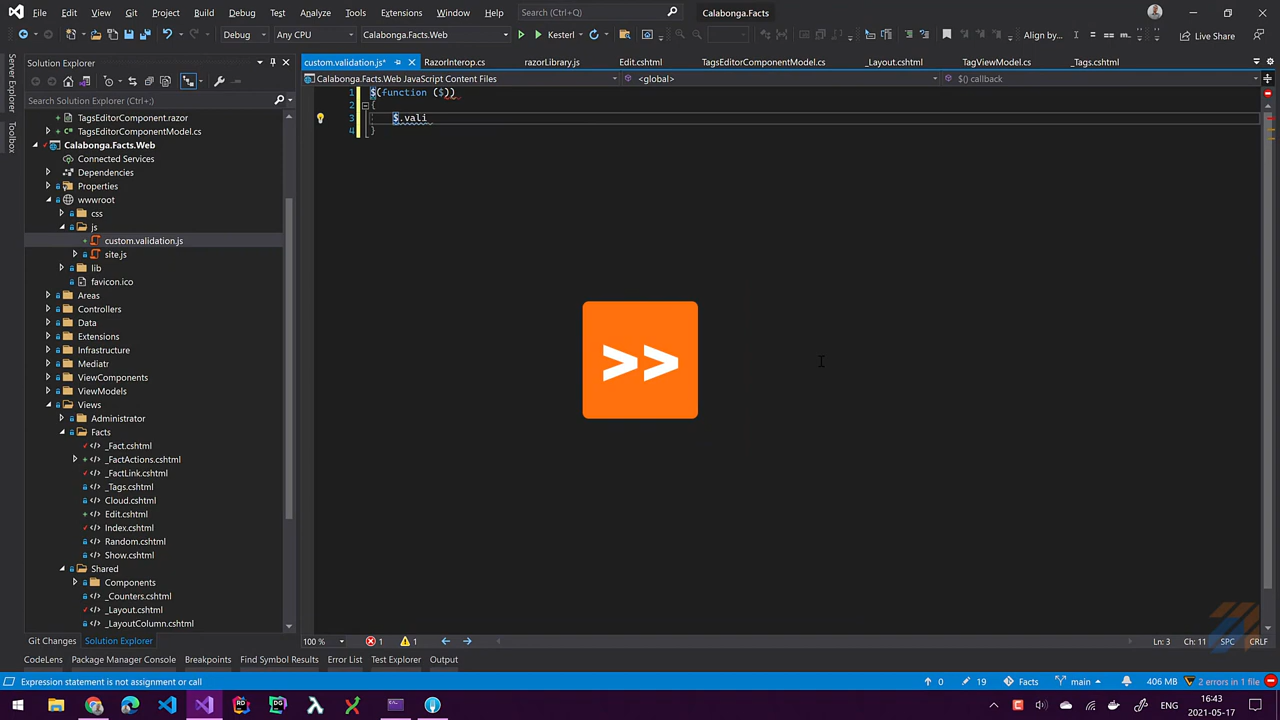 File Edit View Git Project Build Debug Test Analyze Tools Extensions Window Help Search (Ctrl+Q) Calabonga.Facts
Debug Any CPU Calabonga.Facts.Web Kesterl Align by... Live Share
Server Explorer
Toolbox
Solution Explorer
Search Solution Explorer (Ctrl+;)
TagsEditorComponent.razor
TagsEditorComponentModel.cs
Calabonga.Facts.Web
Connected Services
Dependencies
Properties
wwwroot
css
js
custom.validation.js
site.js
lib
favicon.ico
Areas
Controllers
Data
Extensions
Infrastructure
Mediatr
ViewComponents
ViewModels
Views
Administrator
Facts
_Fact.cshtml
_FactActions.cshtml
_FactLink.cshtml
_Tags.cshtml
Cloud.cshtml
Edit.cshtml
Index.cshtml
Random.cshtml
Show.cshtml
Shared
Components
_Counters.cshtml
_Layout.cshtml
_LayoutColumn.cshtml
Git Changes Solution Explorer
custom.validation.js* RazorInterop.cs razorLibrary.js Edit.cshtml TagsEditorComponentModel.cs _Layout.cshtml TagViewModel.cs _Tags.cshtml
Calabonga.Facts.Web JavaScript Content Files <global> $() callback
1 $(function ($))
2 {
3 $.vali
4 }
>>
100 % 1 1 Ln: 3 Ch: 11 SPC CRLF
CodeLens Package Manager Console Breakpoints Find Symbol Results Error List Test Explorer Output
Expression statement is not assignment or call 0 19 Facts main 406 MB 2 errors in 1 file
RD DG 16:43
2021-05-17